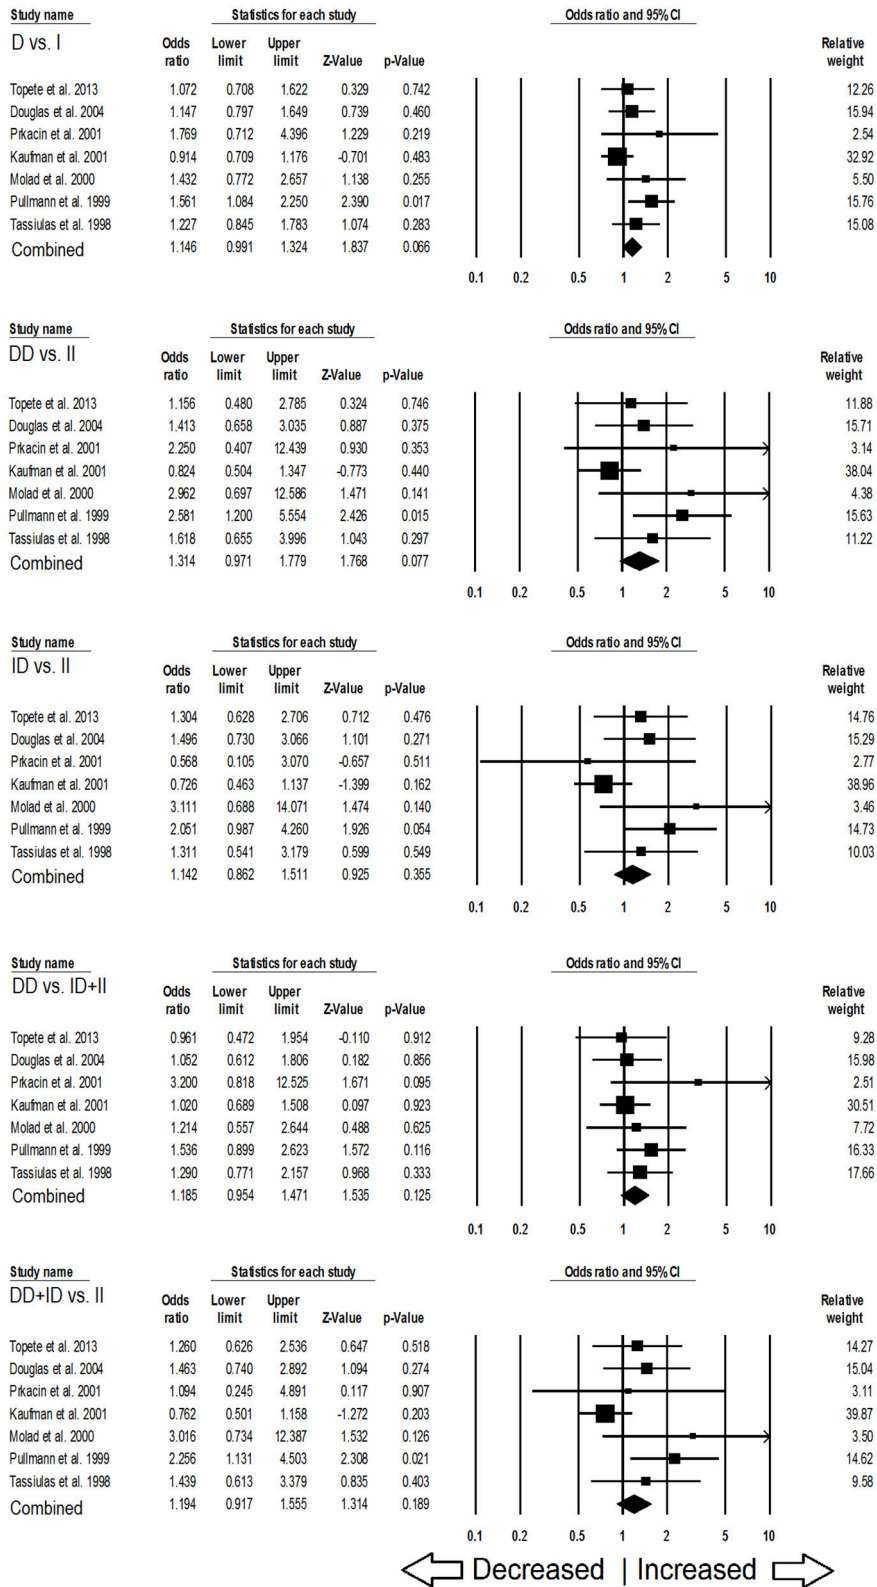 Study name Statistics for each study Odds ratio and 95% CI
D vs. I
Odds Lower Upper Relative
ratio limit limit Z-Value p-Value weight
Topete et al. 2013 1.072 0.708 1.622 0.329 0.742 12.26
Douglas et al. 2004 1.147 0.797 1.649 0.739 0.460 15.94
Prkacin et al. 2001 1.769 0.712 4.396 1.229 0.219 2.54
Kaufman et al. 2001 0.914 0.709 1.176 -0.701 0.483 32.92
Molad et al. 2000 1.432 0.772 2.657 1.138 0.255 5.50
Pullmann et al. 1999 1.561 1.084 2.250 2.390 0.017 15.76
Tassiulas et al. 1998 1.227 0.845 1.783 1.074 0.283 15.08
Combined 1.146 0.991 1.324 1.837 0.066
0.1 0.2 0.5 1 2 5 10
Study name Statistics for each study Odds ratio and 95% CI
DD vs. II
Odds Lower Upper Relative
ratio limit limit Z-Value p-Value weight
Topete et al. 2013 1.156 0.480 2.785 0.324 0.746 11.88
Douglas et al. 2004 1.413 0.658 3.035 0.887 0.375 15.71
Prkacin et al. 2001 2.250 0.407 12.439 0.930 0.353 3.14
Kaufman et al. 2001 0.824 0.504 1.347 -0.773 0.440 38.04
Molad et al. 2000 2.962 0.697 12.586 1.471 0.141 4.38
Pullmann et al. 1999 2.581 1.200 5.554 2.426 0.015 15.63
Tassiulas et al. 1998 1.618 0.655 3.996 1.043 0.297 11.22
Combined 1.314 0.971 1.779 1.768 0.077
0.1 0.2 0.5 1 2 5 10
Study name Statistics for each study Odds ratio and 95% CI
ID vs. II
Odds Lower Upper Relative
ratio limit limit Z-Value p-Value weight
Topete et al. 2013 1.304 0.628 2.706 0.712 0.476 14.76
Douglas et al. 2004 1.496 0.730 3.066 1.101 0.271 15.29
Prkacin et al. 2001 0.568 0.105 3.070 -0.657 0.511 2.77
Kaufman et al. 2001 0.726 0.463 1.137 -1.399 0.162 38.96
Molad et al. 2000 3.111 0.688 14.071 1.474 0.140 3.46
Pullmann et al. 1999 2.051 0.987 4.260 1.926 0.054 14.73
Tassiulas et al. 1998 1.311 0.541 3.179 0.599 0.549 10.03
Combined 1.142 0.862 1.511 0.925 0.355
0.1 0.2 0.5 1 2 5 10
Study name Statistics for each study Odds ratio and 95% CI
DD vs. ID+II
Odds Lower Upper Relative
ratio limit limit Z-Value p-Value weight
Topete et al. 2013 0.961 0.472 1.954 -0.110 0.912 9.28
Douglas et al. 2004 1.052 0.612 1.806 0.182 0.856 15.98
Prkacin et al. 2001 3.200 0.818 12.525 1.671 0.095 2.51
Kaufman et al. 2001 1.020 0.689 1.508 0.097 0.923 30.51
Molad et al. 2000 1.214 0.557 2.644 0.488 0.625 7.72
Pullmann et al. 1999 1.536 0.899 2.623 1.572 0.116 16.33
Tassiulas et al. 1998 1.290 0.771 2.157 0.968 0.333 17.66
Combined 1.185 0.954 1.471 1.535 0.125
0.1 0.2 0.5 1 2 5 10
Study name Statistics for each study Odds ratio and 95% CI
DD+ID vs. II
Odds Lower Upper Relative
ratio limit limit Z-Value p-Value weight
Topete et al. 2013 1.260 0.626 2.536 0.647 0.518 14.27
Douglas et al. 2004 1.463 0.740 2.892 1.094 0.274 15.04
Prkacin et al. 2001 1.094 0.245 4.891 0.117 0.907 3.11
Kaufman et al. 2001 0.762 0.501 1.158 -1.272 0.203 39.87
Molad et al. 2000 3.016 0.734 12.387 1.532 0.126 3.50
Pullmann et al. 1999 2.256 1.131 4.503 2.308 0.021 14.62
Tassiulas et al. 1998 1.439 0.613 3.379 0.835 0.403 9.58
Combined 1.194 0.917 1.555 1.314 0.189
0.1 0.2 0.5 1 2 5 10
Decreased | Increased